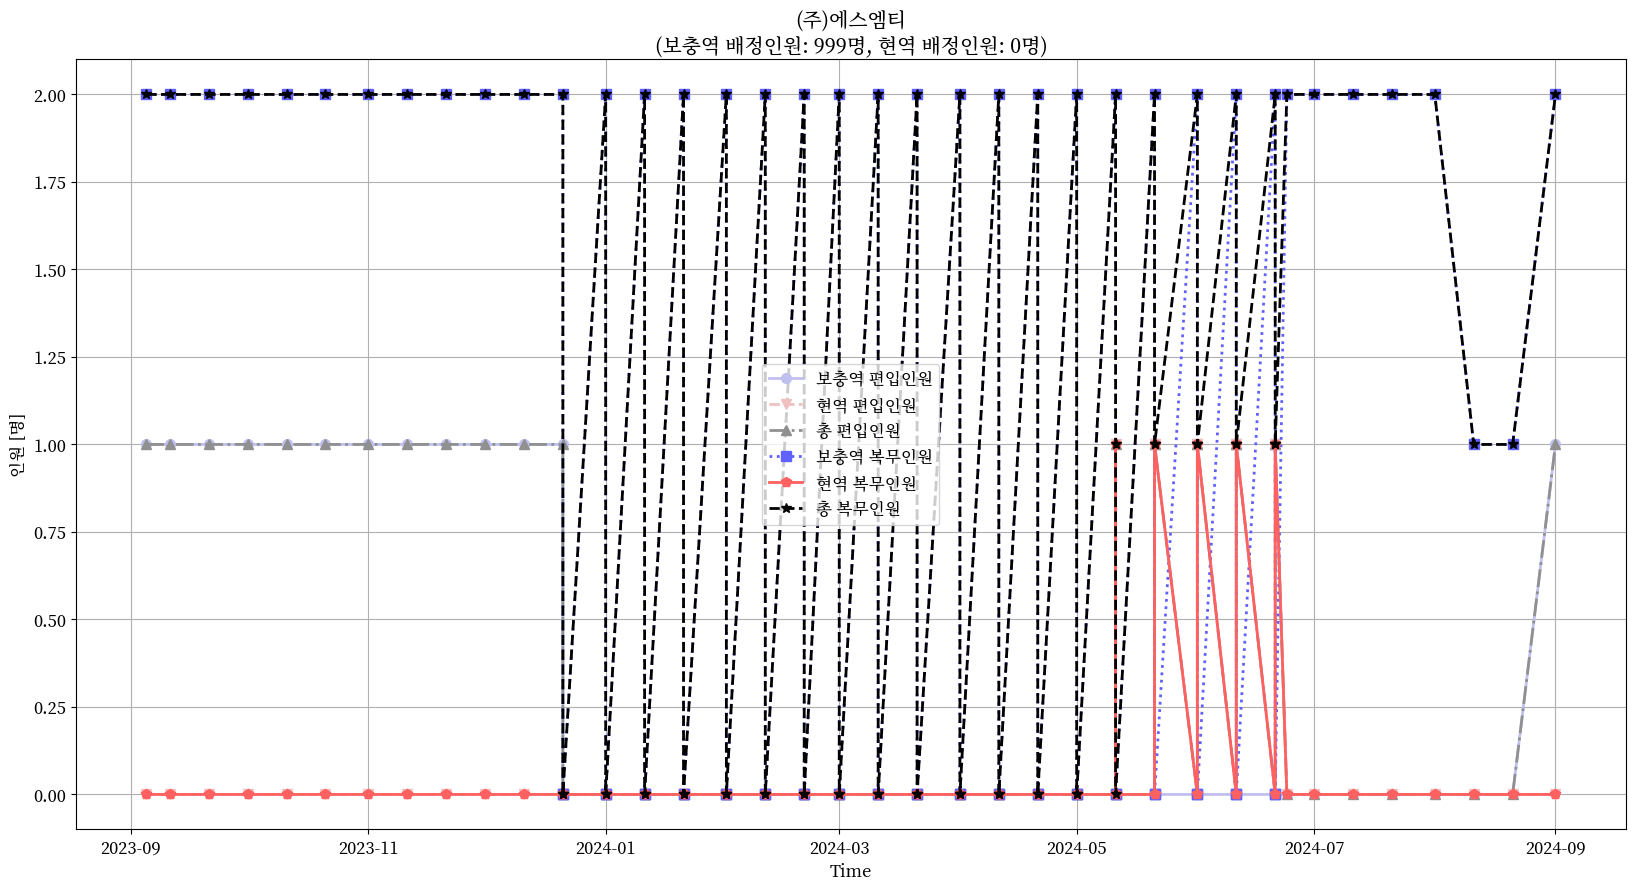 (주)에스엠티
(보충역 배정인원: 999명, 현역 배정인원: 0명)
인원 [명]
2.00
1.75
1.50
1.25
1.00
0.75
0.50
0.25
0.00
보충역 편입인원
현역 편입인원
총 편입인원
보충역 복무인원
현역 복무인원
총 복무인원
2023-09
2023-11
2024-01
2024-03
2024-05
2024-07
2024-09
Time